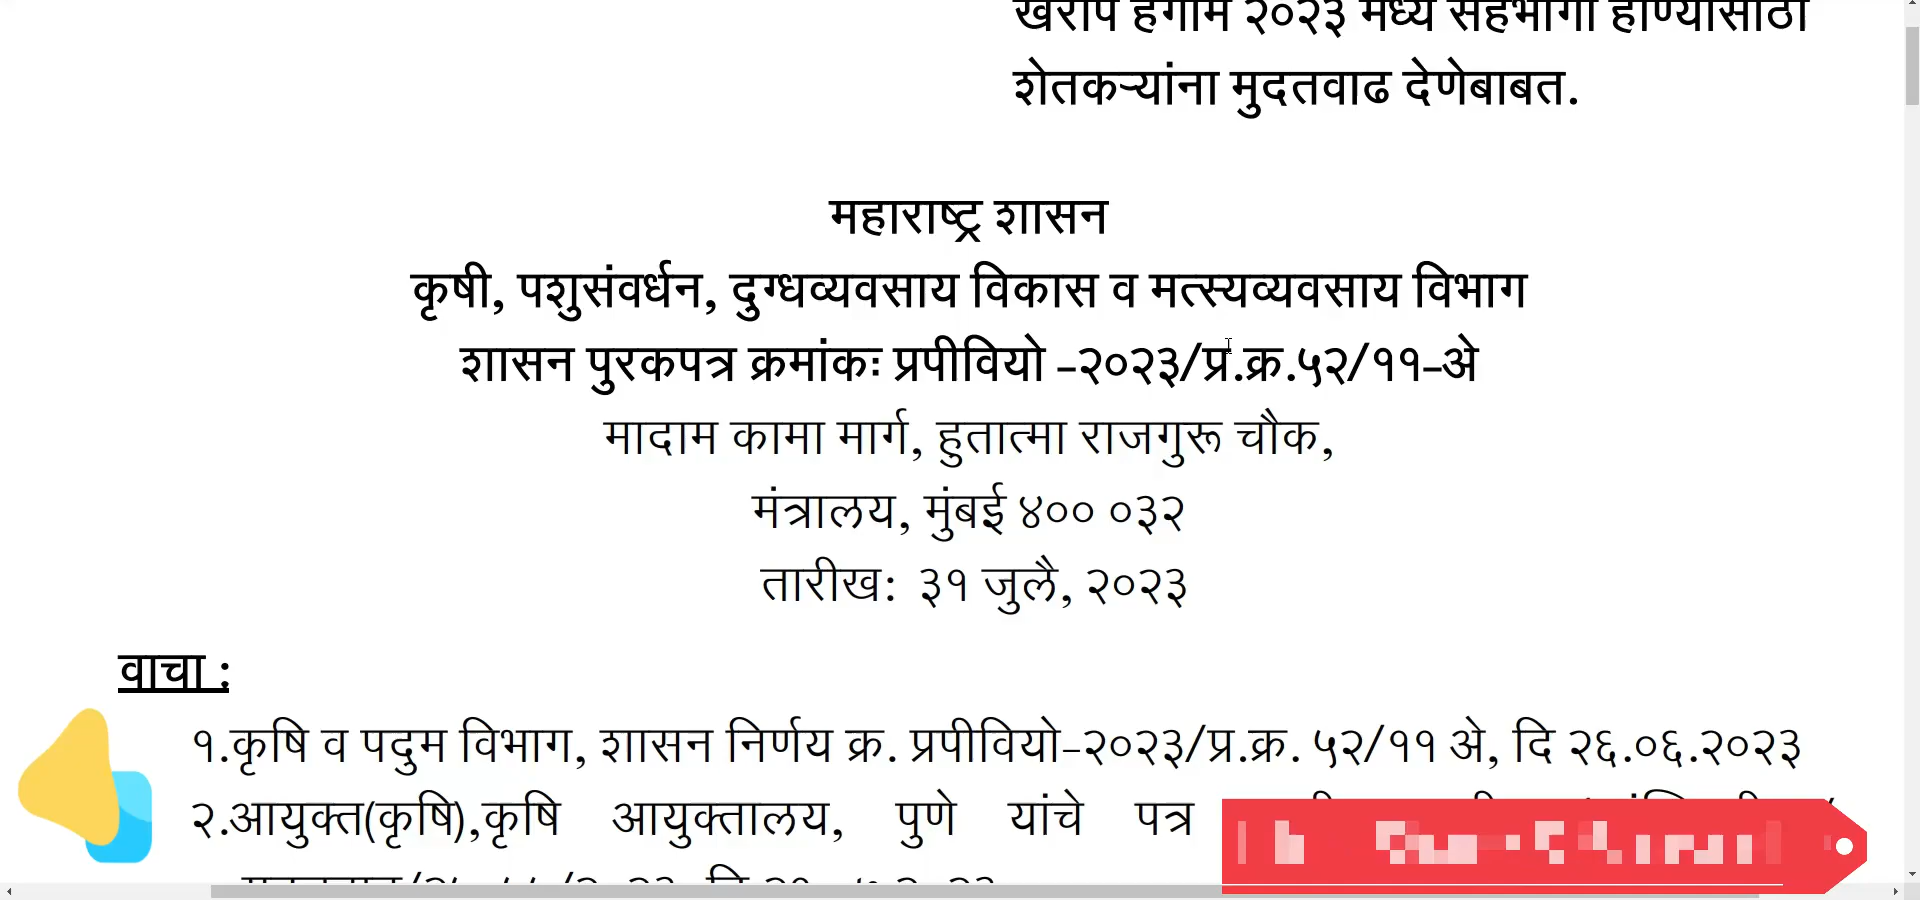 खरीप हंगाम २०२३ मध्ये सहभागी होण्यासाठी
शेतकऱ्यांना मुदतवाढ देणेबाबत.
महाराष्ट्र शासन
कृषी, पशुसंवर्धन, दुग्धव्यवसाय विकास व मत्स्यव्यवसाय विभाग
शासन पुरकपत्र क्रमांकः प्रपीवियो -२०२३/प्र.क्र.५२/११-अे
मादाम कामा मार्ग, हुतात्मा राजगुरू चौक,
मंत्रालय, मुंबई ४०० ०३२
तारीख: ३१ जुलै, २०२३
वाचा :
१.कृषि व पदुम विभाग, शासन निर्णय क्र. प्रपीवियो-२०२३/प्र.क्र. ५२/११ अे, दि २६.०६.२०२३
२.आयुक्त(कृषि),कृषि आयुक्तालय, पुणे यांचे पत्र